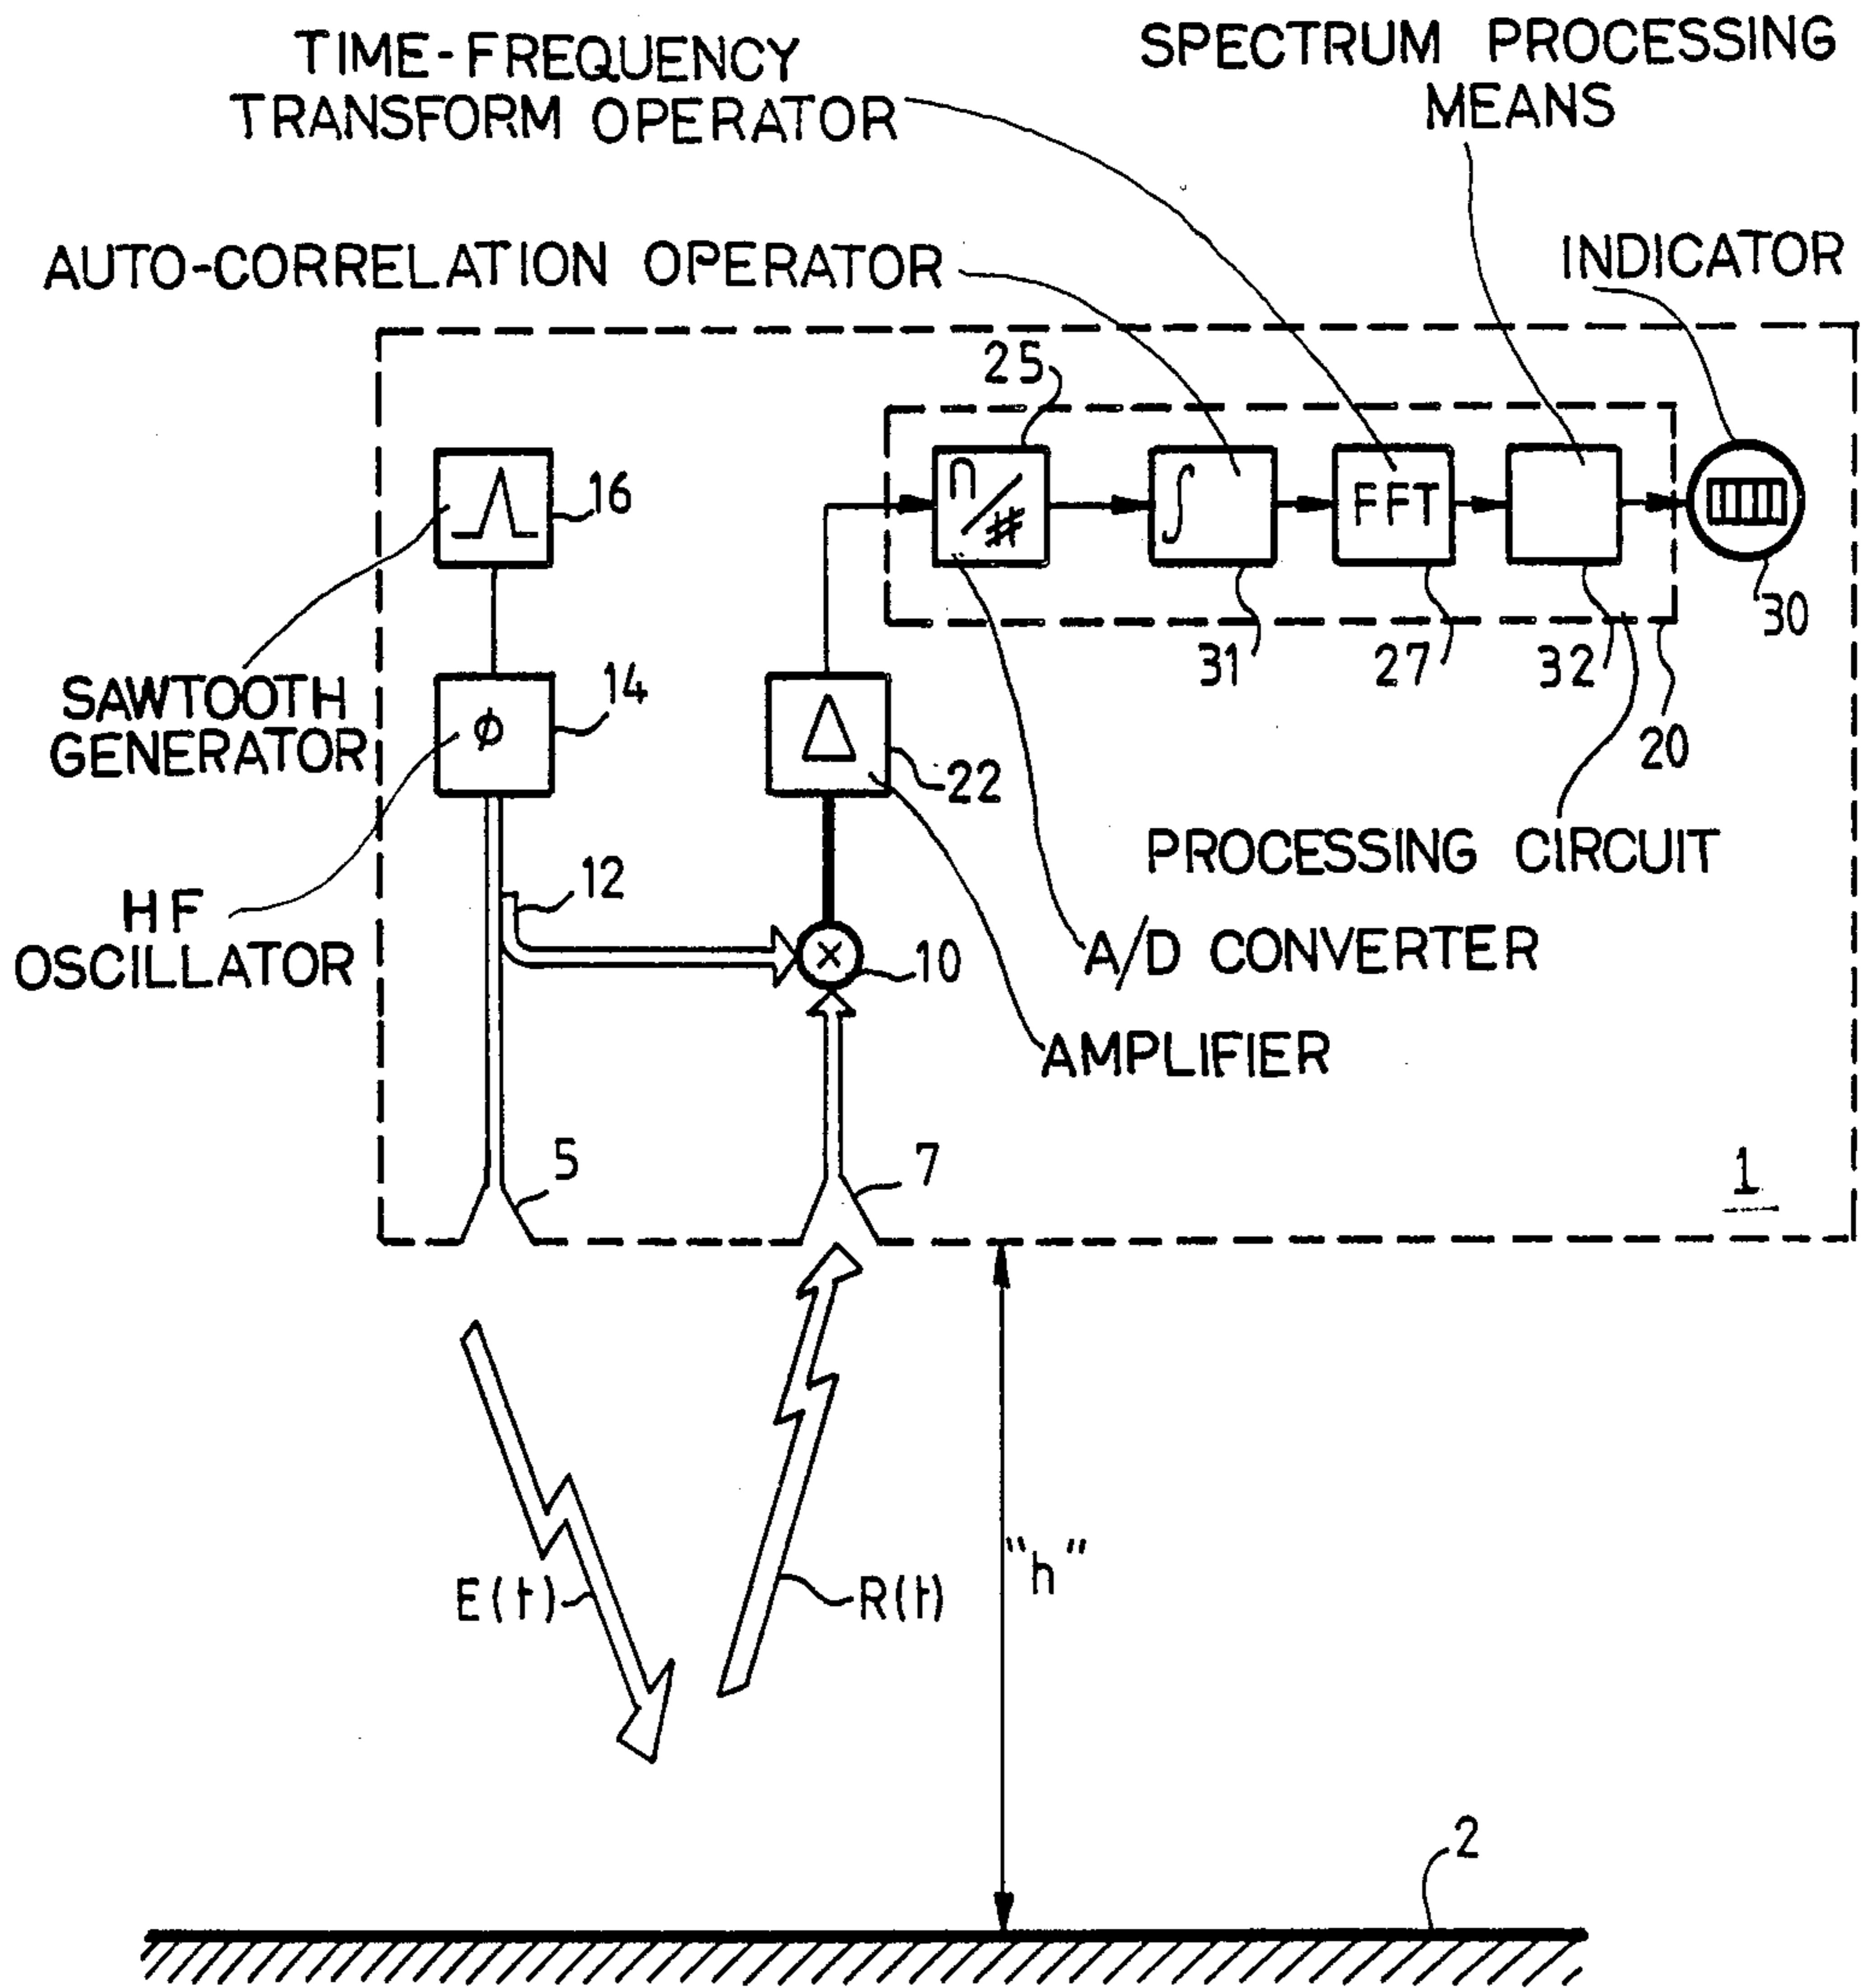 TIME-FREQUENCY
TRANSFORM OPERATOR
SPECTRUM PROCESSING
MEANS
AUTO-CORRELATION OPERATOR
INDICATOR
25
16
n/#
∫
FFT
30
31
27
32
20
SAWTOOTH
GENERATOR
14
ϕ
Δ
22
PROCESSING CIRCUIT
HF
OSCILLATOR
12
×
10
A/D CONVERTER
AMPLIFIER
5
7
1
E(t)
R(t)
"h"
2